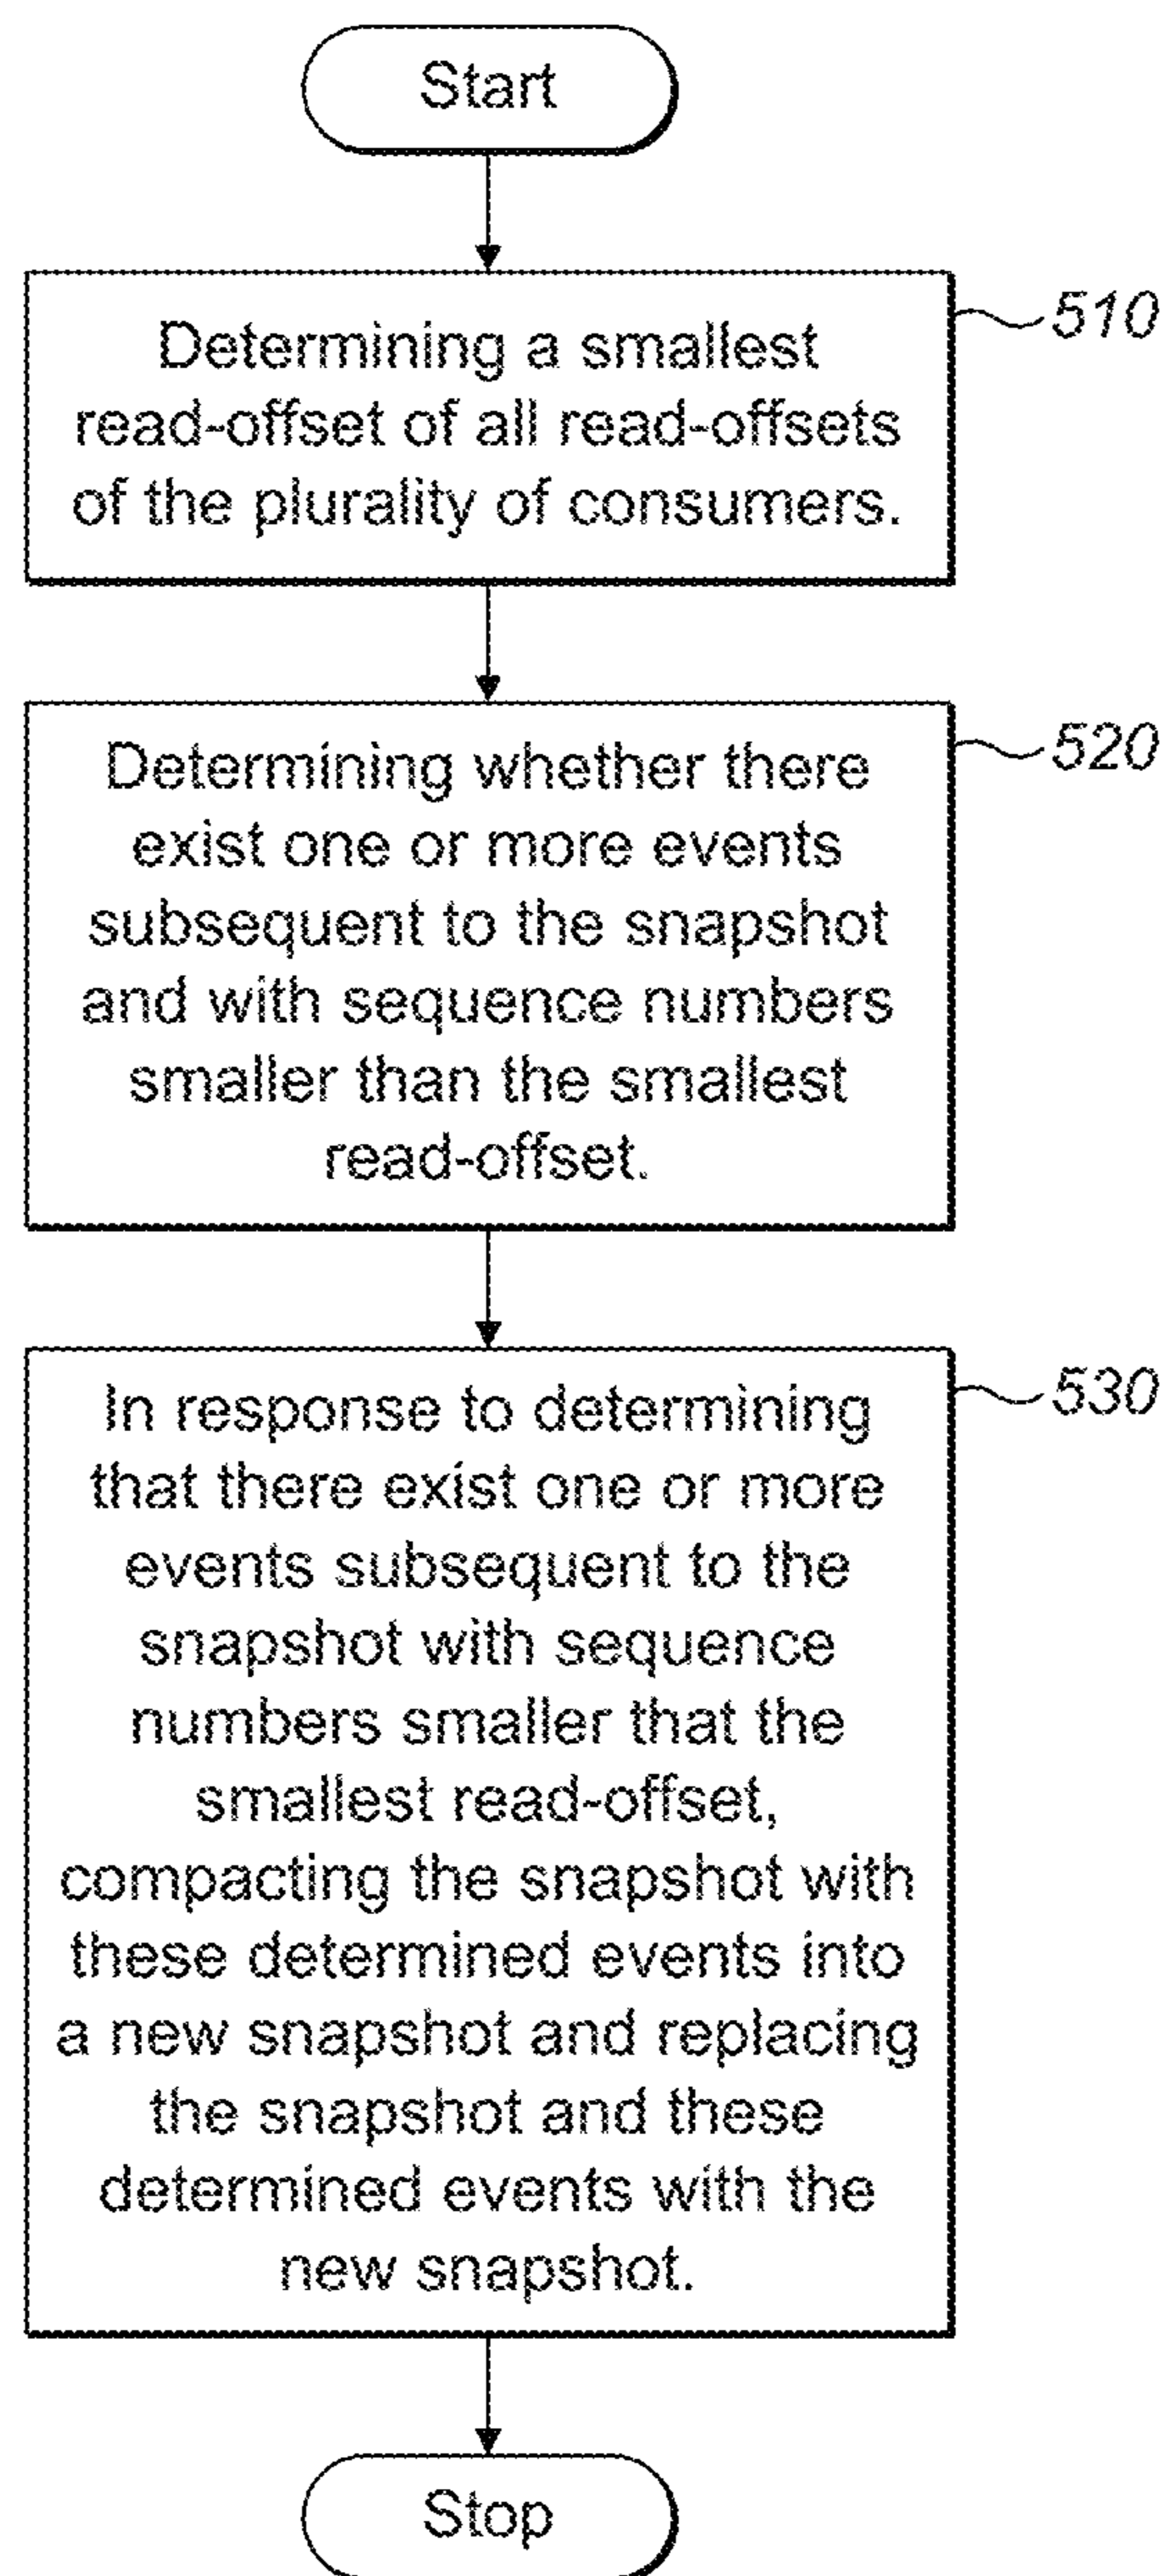 Start
Determining a smallest
read-offset of all read-offsets
of the plurality of consumers.
510
Determining whether there
exist one or more events
subsequent to the snapshot
and with sequence numbers
smaller than the smallest
read-offset.
520
In response to determining
that there exist one or more
events subsequent to the
snapshot with sequence
numbers smaller that the
smallest read-offset,
compacting the snapshot with
these determined events into
a new snapshot and replacing
the snapshot and these
determined events with the
new snapshot.
530
Stop